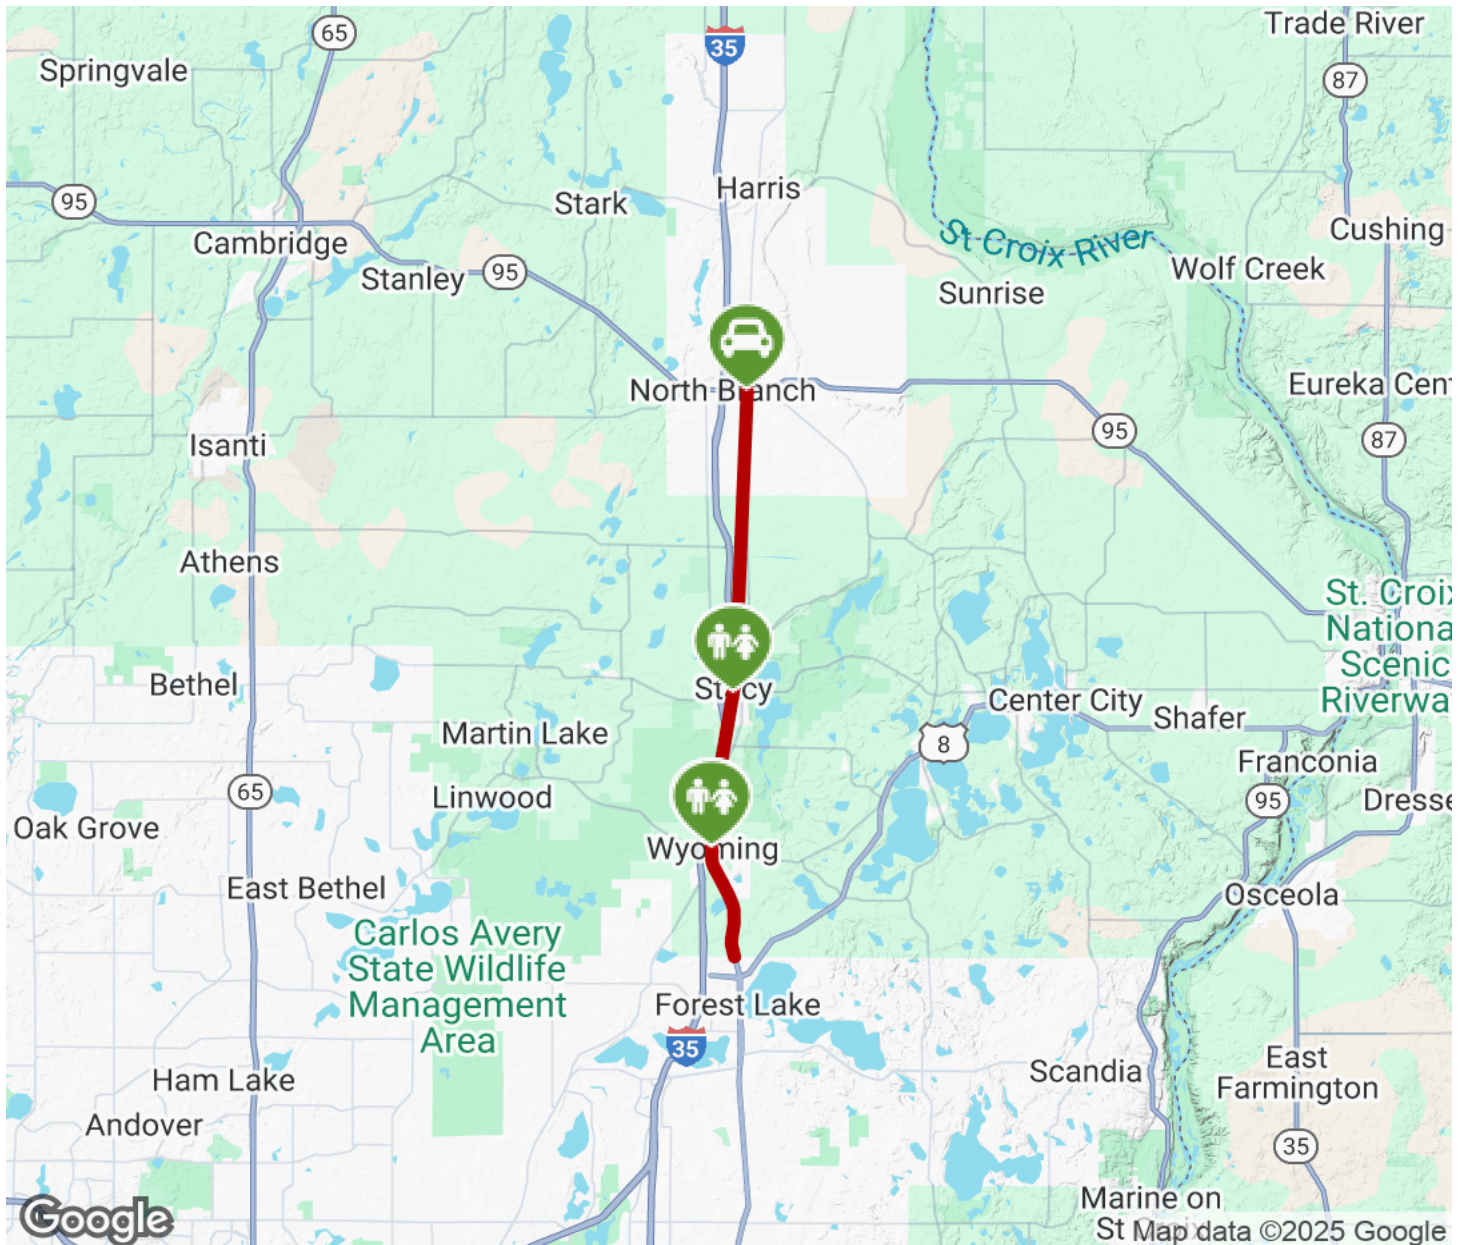 Trade River
65
35
Springvale
87
95
Stark
Harris
Cambridge
St Croix River
Cushing
Stanley
95
Wolf Creek
Sunrise
North Branch
Eureka Cen
Isanti
95
87
Athens
St. Croix
Nationa
Scenic
Riverwa
Bethel
Stacy
Center City
Shafer
Martin Lake
8
Franconia
65
Linwood
95
Dresse
Oak Grove
Wyoming
East Bethel
Osceola
Carlos Avery
State Wildlife
Management
Area
Forest Lake
35
Scandia
East
Farmington
Ham Lake
Andover
35
Marine on
St Croix
Google
Map data ©2025 Google